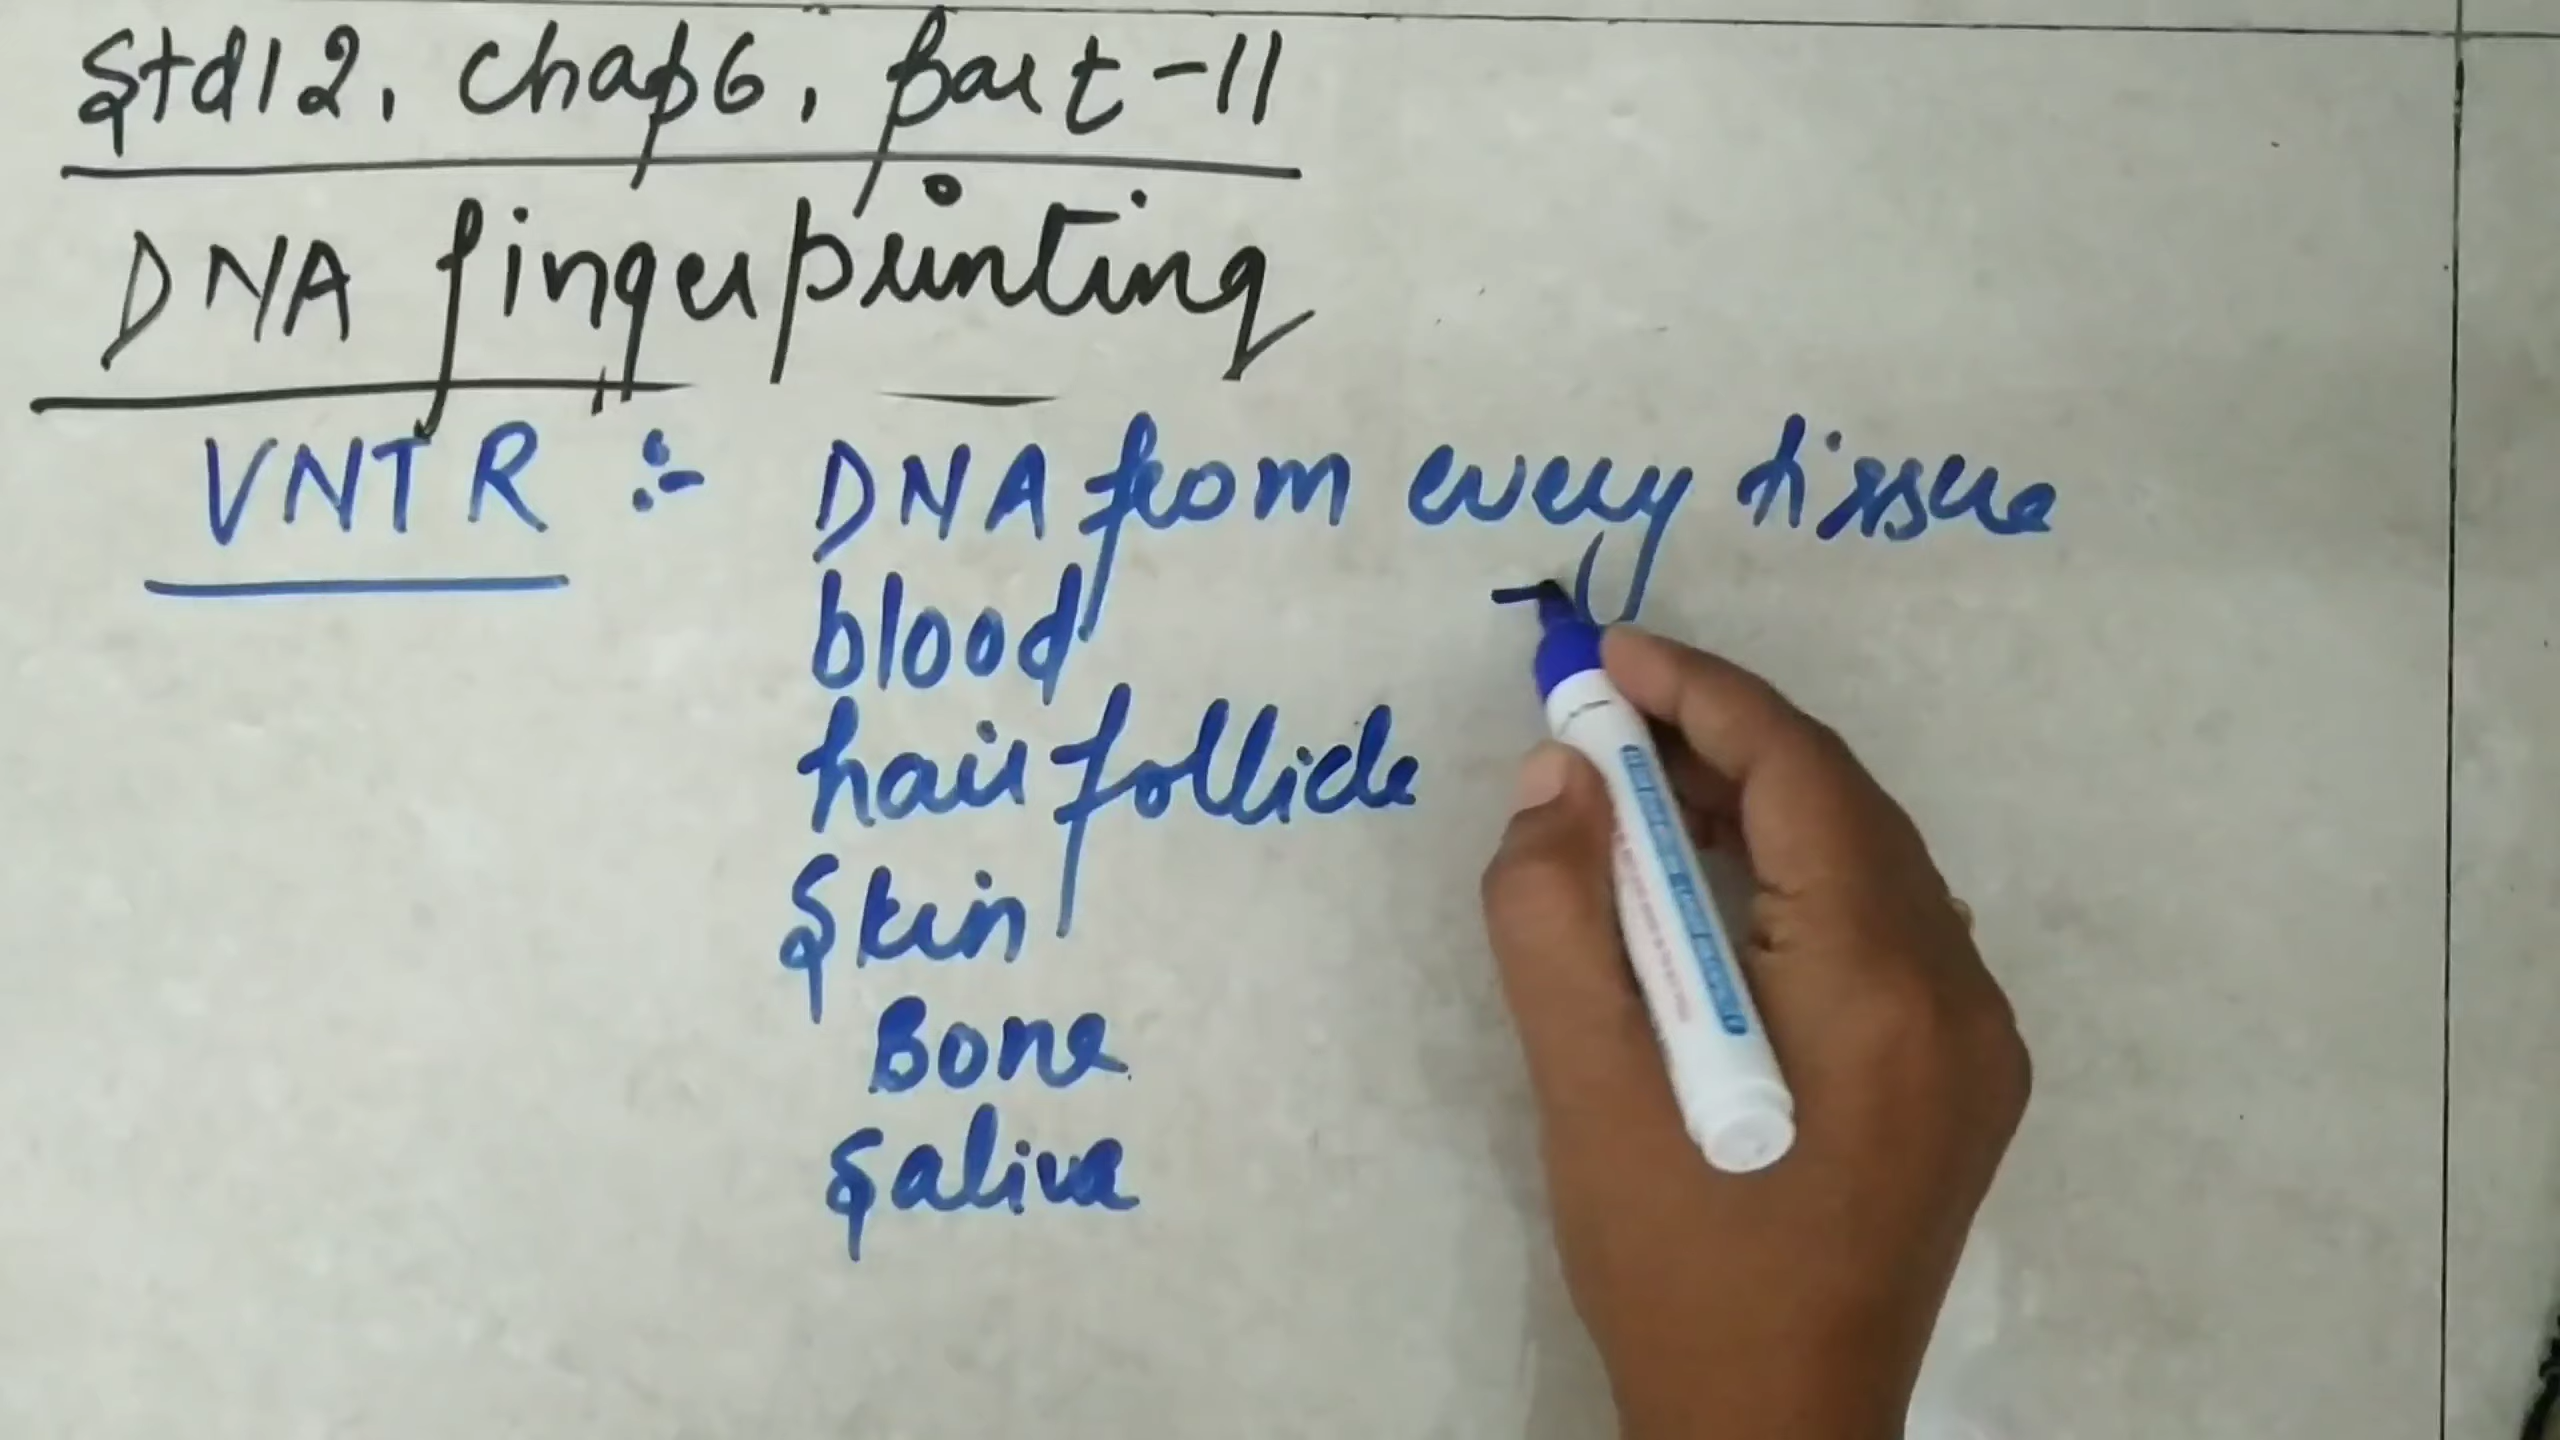 Std12, Chap6, Part-11
DNA fingerprinting
VNTR :- DNA from every tissue
blood
hair follicle
Skin
Bone
Saliva